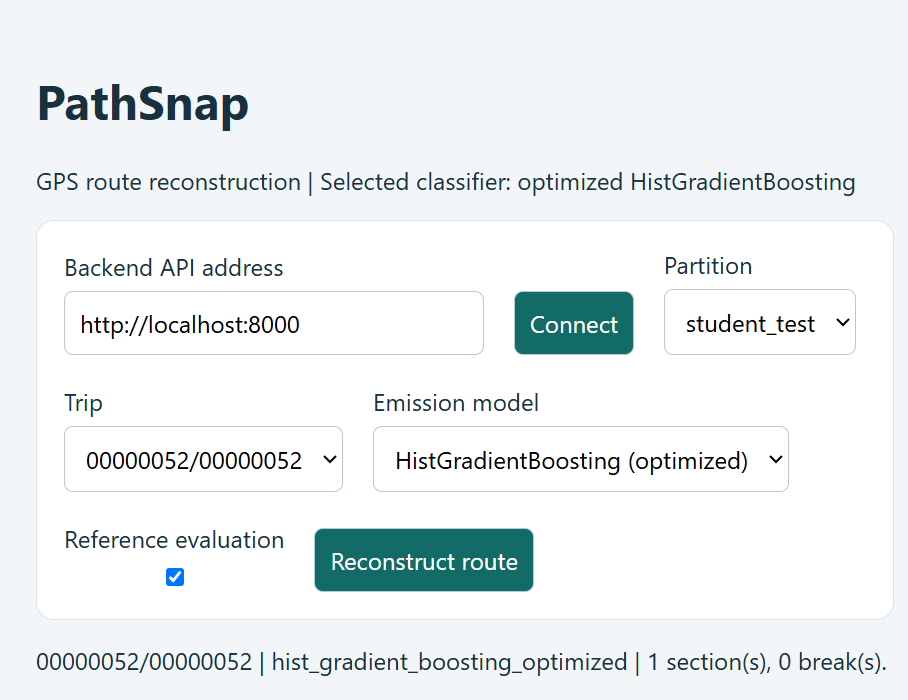 PathSnap
GPS route reconstruction | Selected classifier: optimized HistGradientBoosting
Backend API address
Partition
http://localhost:8000
Connect
student_test
Trip
Emission model
00000052/00000052
HistGradientBoosting (optimized)
Reference evaluation
Reconstruct route
00000052/00000052 | hist_gradient_boosting_optimized | 1 section(s), 0 break(s).